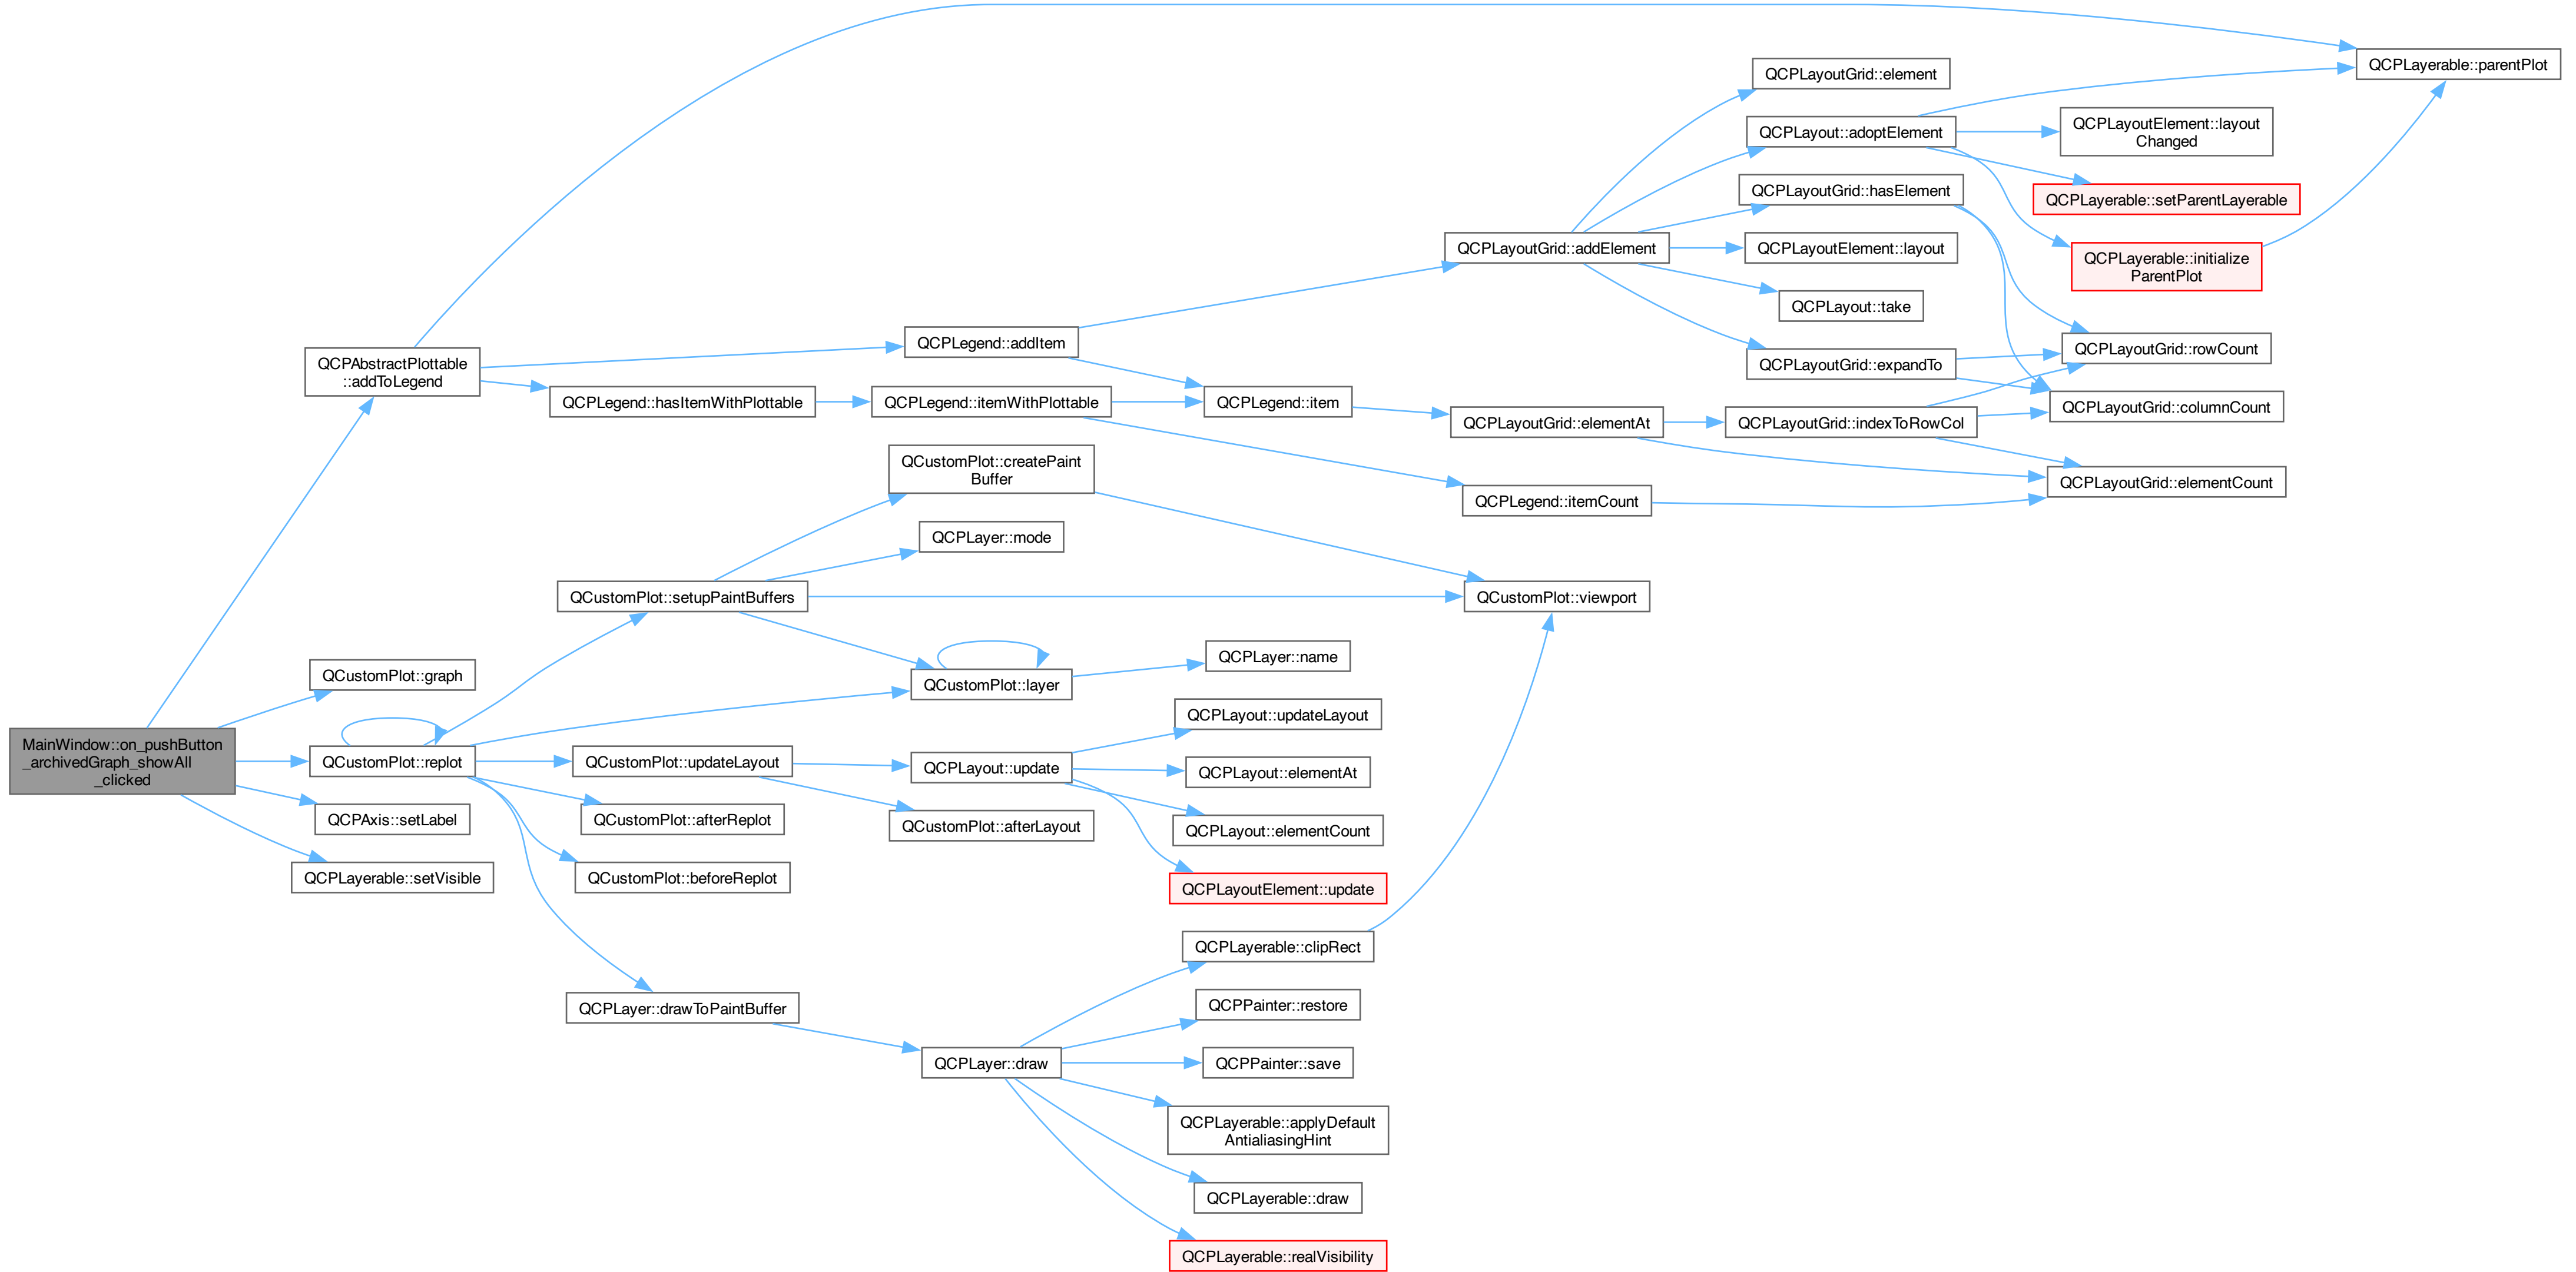 MainWindow::on_pushButton
_archivedGraph_showAll
_clicked
QCPAbstractPlottable
::addToLegend
QCustomPlot::graph
QCustomPlot::replot
QCPAxis::setLabel
QCPLayerable::setVisible
QCPLegend::hasItemWithPlottable
QCustomPlot::setupPaintBuffers
QCustomPlot::updateLayout
QCustomPlot::afterReplot
QCustomPlot::beforeReplot
QCPLayer::drawToPaintBuffer
QCPLegend::addItem
QCPLegend::itemWithPlottable
QCustomPlot::createPaint
Buffer
QCPLayer::mode
QCustomPlot::layer
QCPLayout::update
QCustomPlot::afterLayout
QCPLayer::draw
QCPLegend::item
QCPLayer::name
QCPLayout::updateLayout
QCPLayout::elementAt
QCPLayout::elementCount
QCPLayoutElement::update
QCPLayerable::clipRect
QCPPainter::restore
QCPPainter::save
QCPLayerable::applyDefault
AntialiasingHint
QCPLayerable::draw
QCPLayerable::realVisibility
QCPLayoutGrid::addElement
QCPLayoutGrid::elementAt
QCPLegend::itemCount
QCustomPlot::viewport
QCPLayoutGrid::element
QCPLayout::adoptElement
QCPLayoutGrid::hasElement
QCPLayoutElement::layout
QCPLayout::take
QCPLayoutGrid::expandTo
QCPLayoutGrid::indexToRowCol
QCPLayoutElement::layout
Changed
QCPLayerable::setParentLayerable
QCPLayerable::initialize
ParentPlot
QCPLayoutGrid::rowCount
QCPLayoutGrid::columnCount
QCPLayoutGrid::elementCount
QCPLayerable::parentPlot